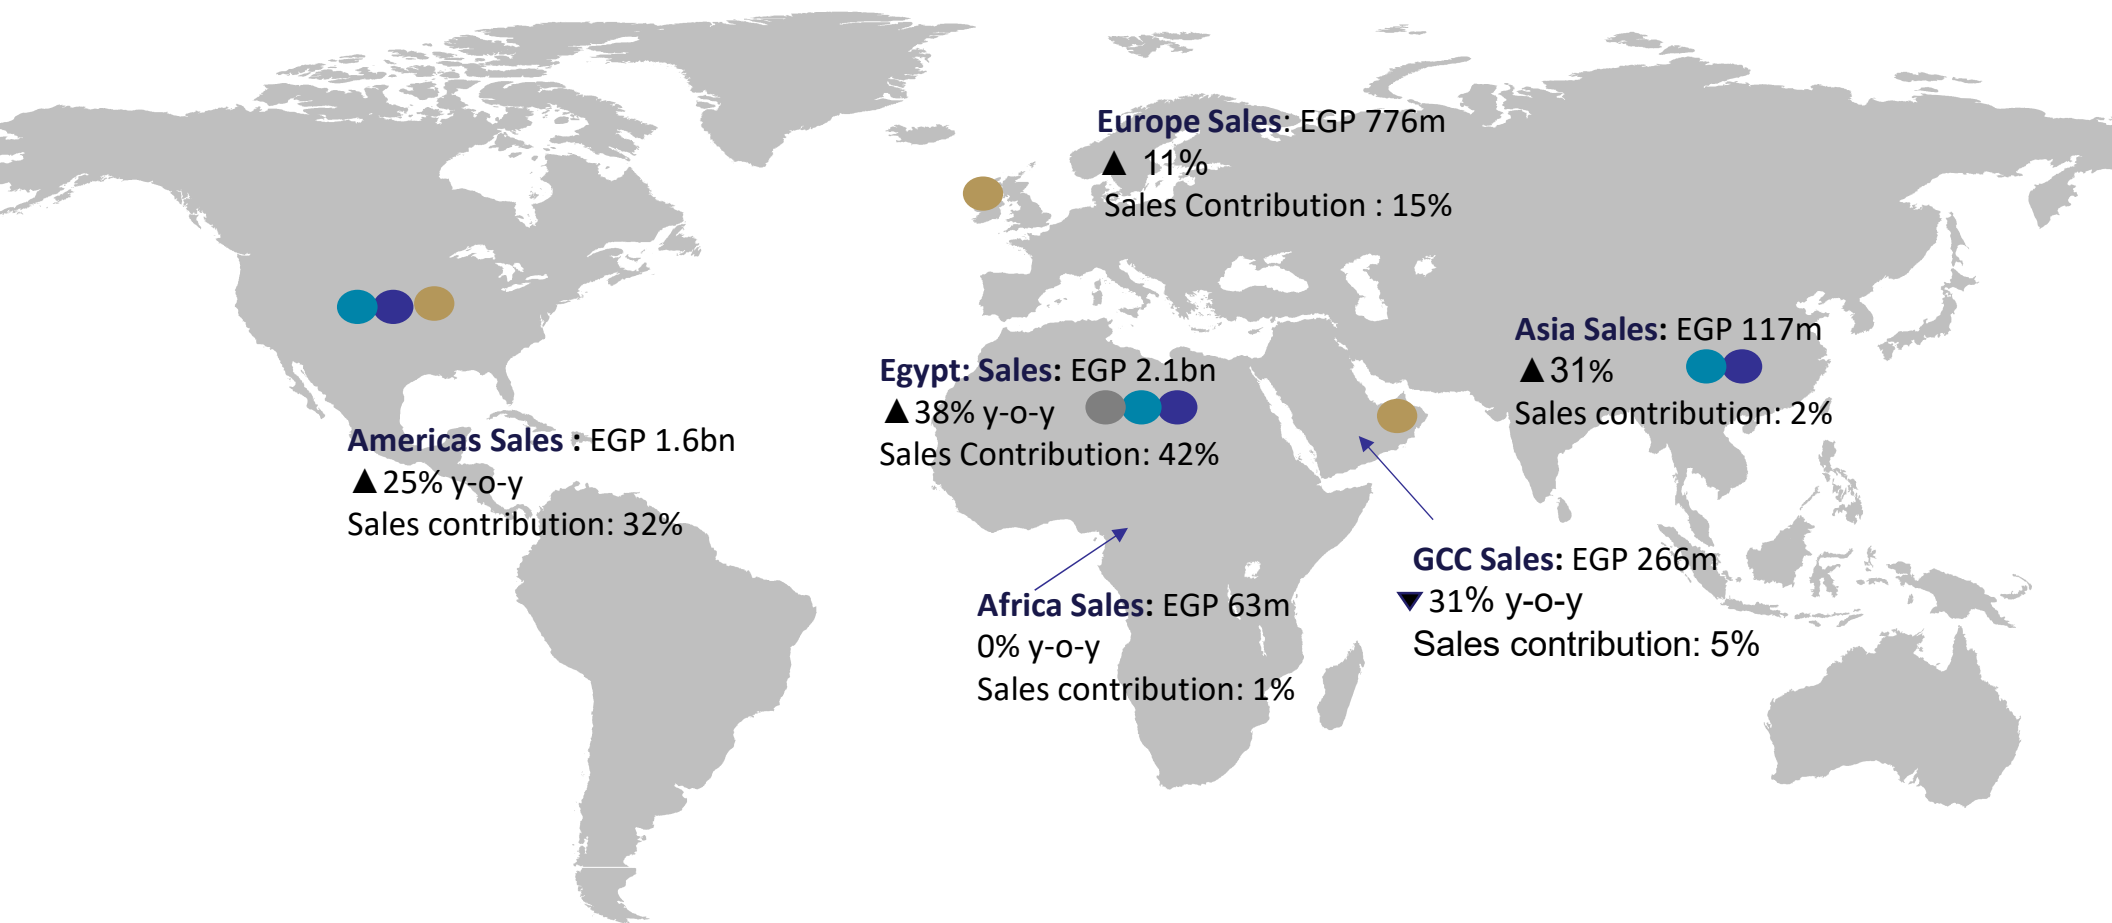 Europe Sales: EGP 776m
▲ 11%
Sales Contribution : 15%
Asia Sales: EGP 117m
▲31%
Sales contribution: 2%
Egypt: Sales: EGP 2.1bn
▲38% y-o-y
Sales Contribution: 42%
Americas Sales : EGP 1.6bn
▲25% y-o-y
Sales contribution: 32%
GCC Sales: EGP 266m
▼31% y-o-y
Sales contribution: 5%
Africa Sales: EGP 63m
0% y-o-y
Sales contribution: 1%